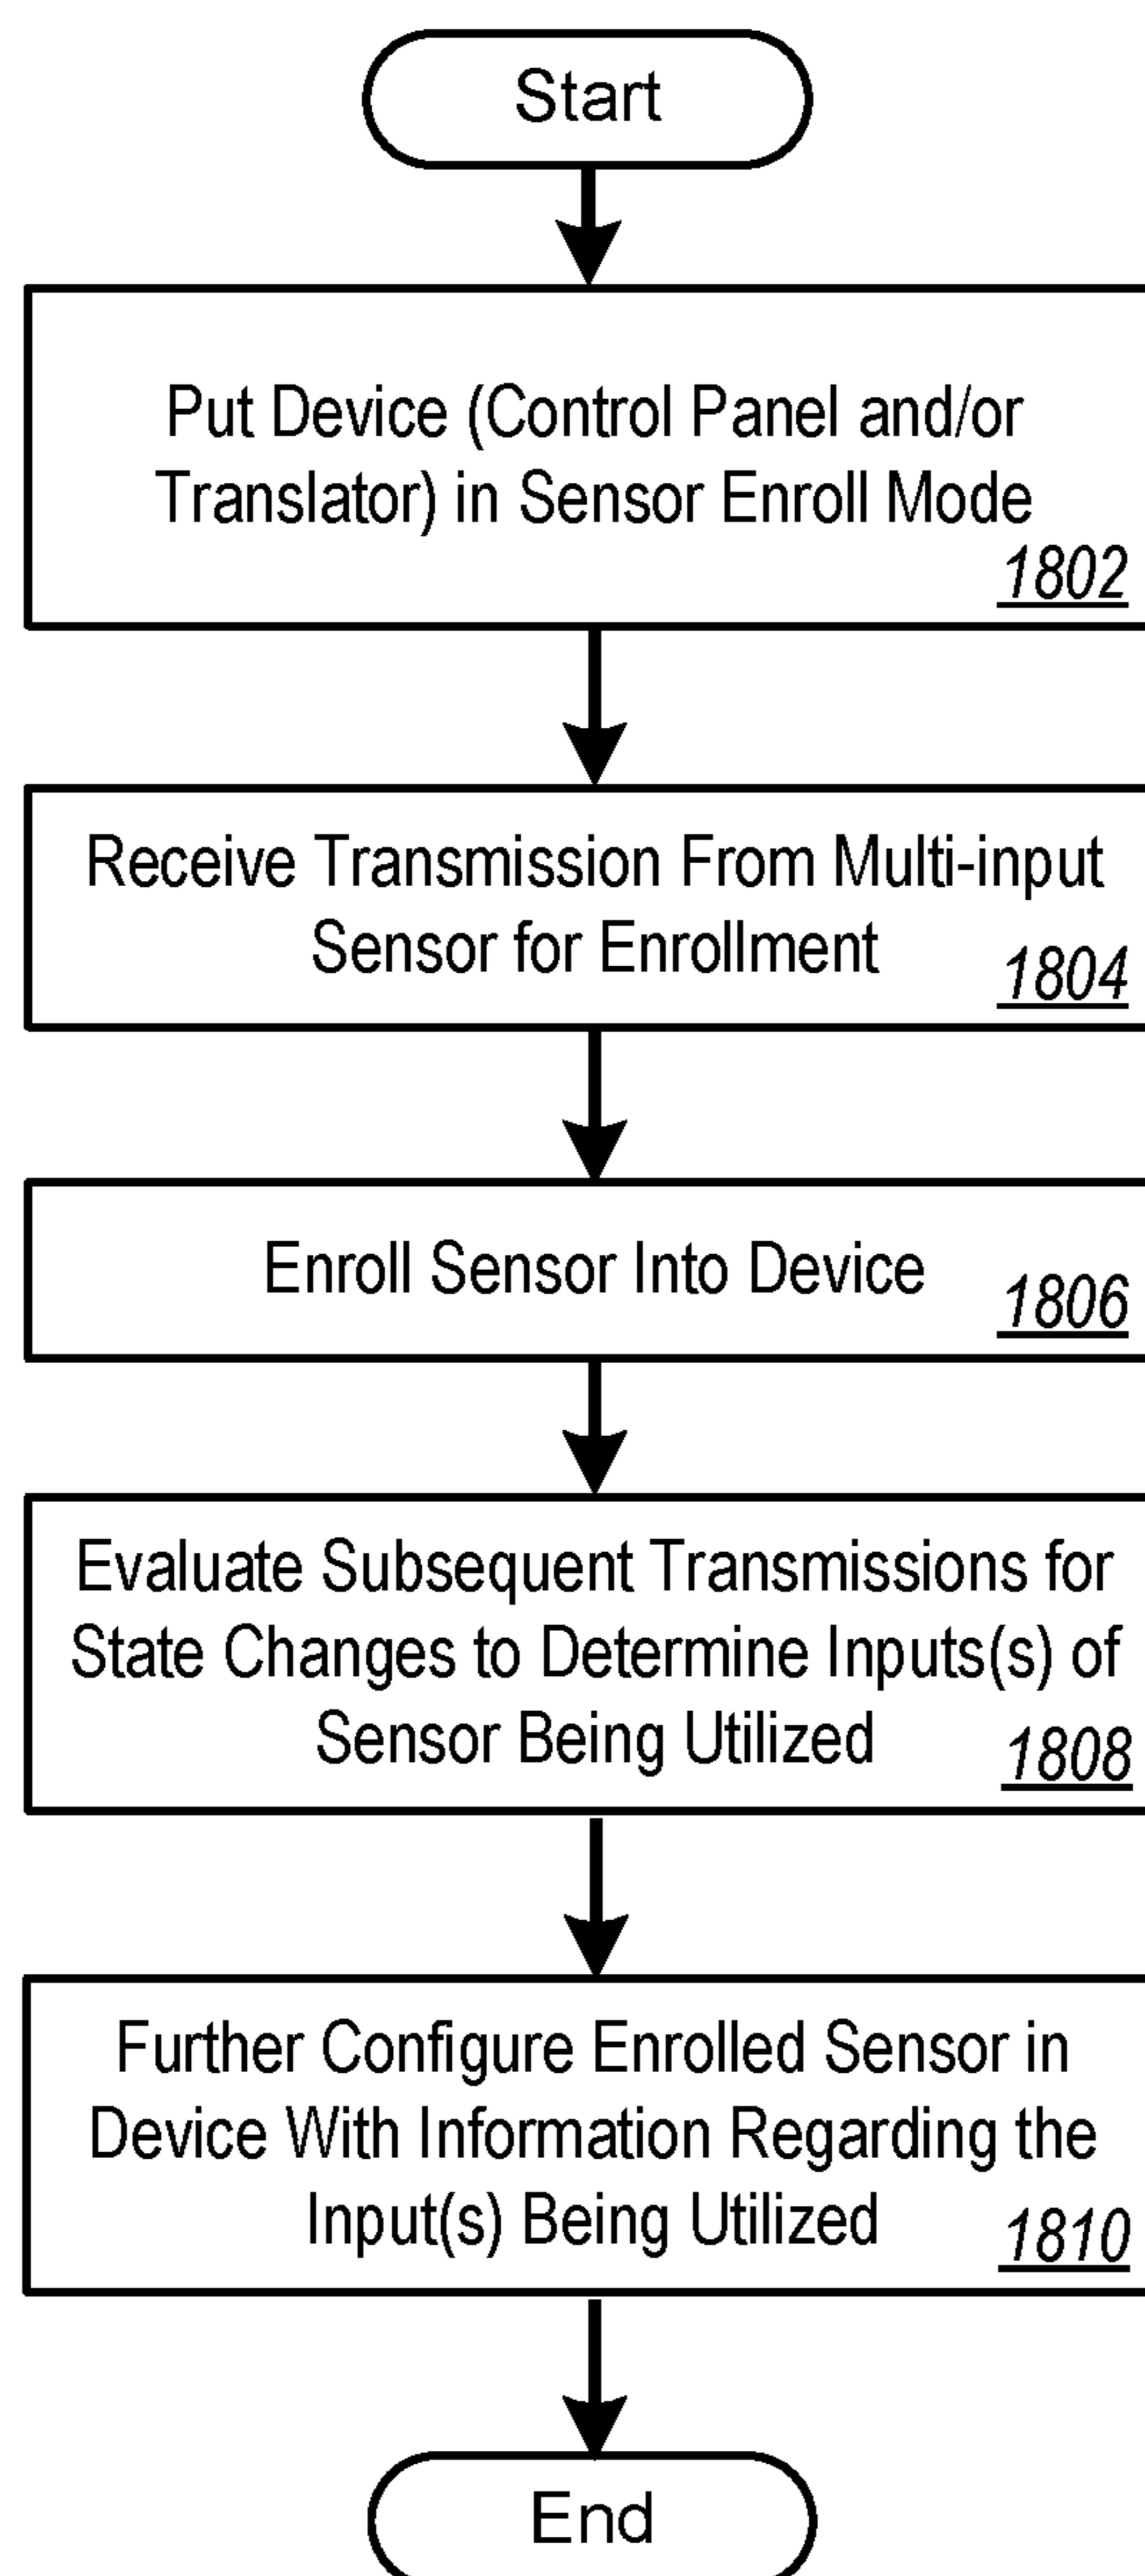 Start
Put Device (Control Panel and/or
Translator) in Sensor Enroll Mode
1802
Receive Transmission From Multi-input
Sensor for Enrollment
1804
Enroll Sensor Into Device
1806
Evaluate Subsequent Transmissions for
State Changes to Determine Inputs(s) of
Sensor Being Utilized
1808
Further Configure Enrolled Sensor in
Device With Information Regarding the
Input(s) Being Utilized
1810
End